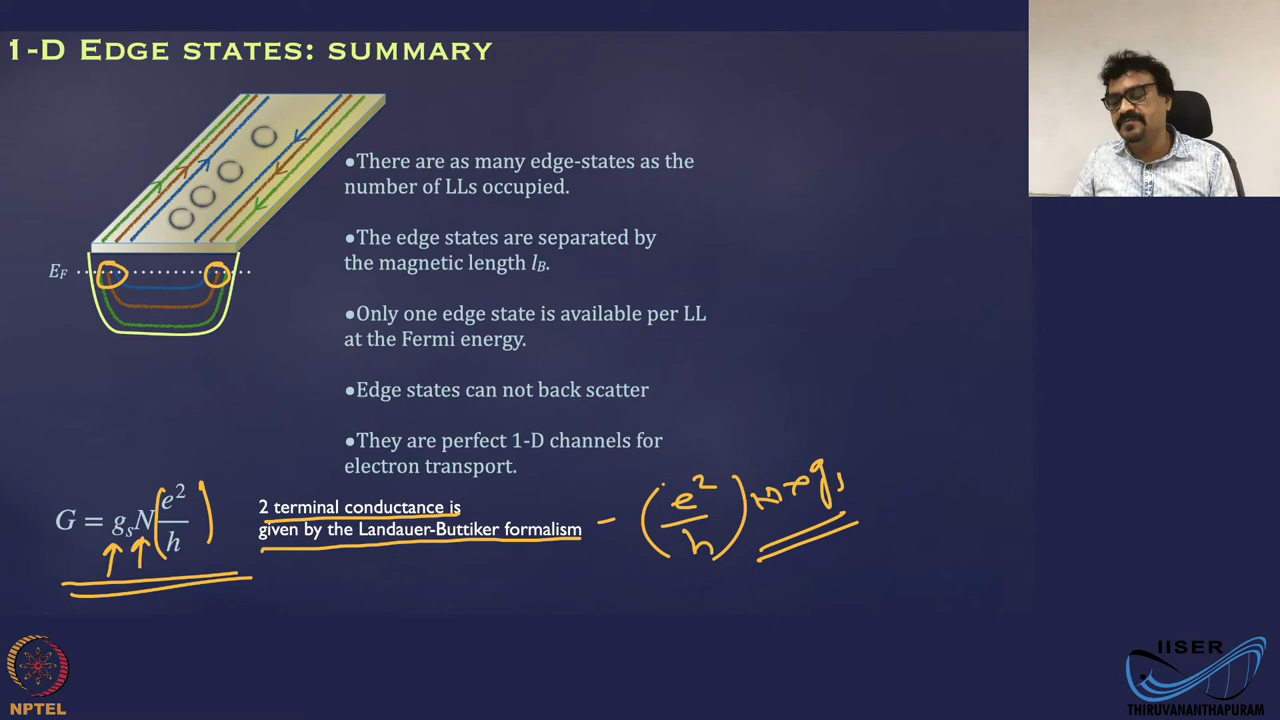 1-D EDGE STATES: SUMMARY
●There are as many edge-states as the
number of LLs occupied.
●The edge states are separated by
the magnetic length l_B.
E_F
●Only one edge state is available per LL
at the Fermi energy.
●Edge states can not back scatter
●They are perfect 1-D channels for
electron transport.
G = g_s N (e²/h)
2 terminal conductance is
given by the Landauer-Buttiker formalism
– (e²/h) N × g_s
NPTEL
IISER
THIRUVANANTHAPURAM